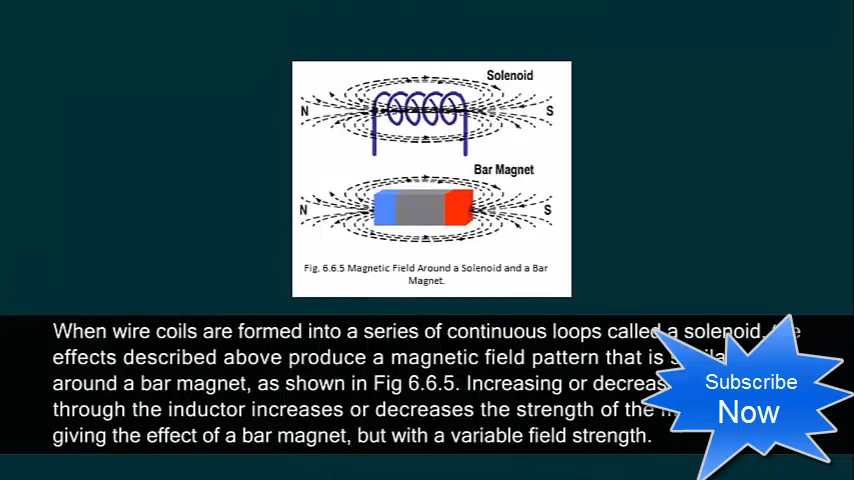 Solenoid
N
S
Bar Magnet
N
S
Fig. 6.6.5 Magnetic Field Around a Solenoid and a Bar
Magnet.
When wire coils are formed into a series of continuous loops called a solenoid,
effects described above produce a magnetic field pattern that is
around a bar magnet, as shown in Fig 6.6.5. Increasing or
through the inductor increases or decreases the strength of the
giving the effect of a bar magnet, but with a variable field strength.
Subscribe
Now